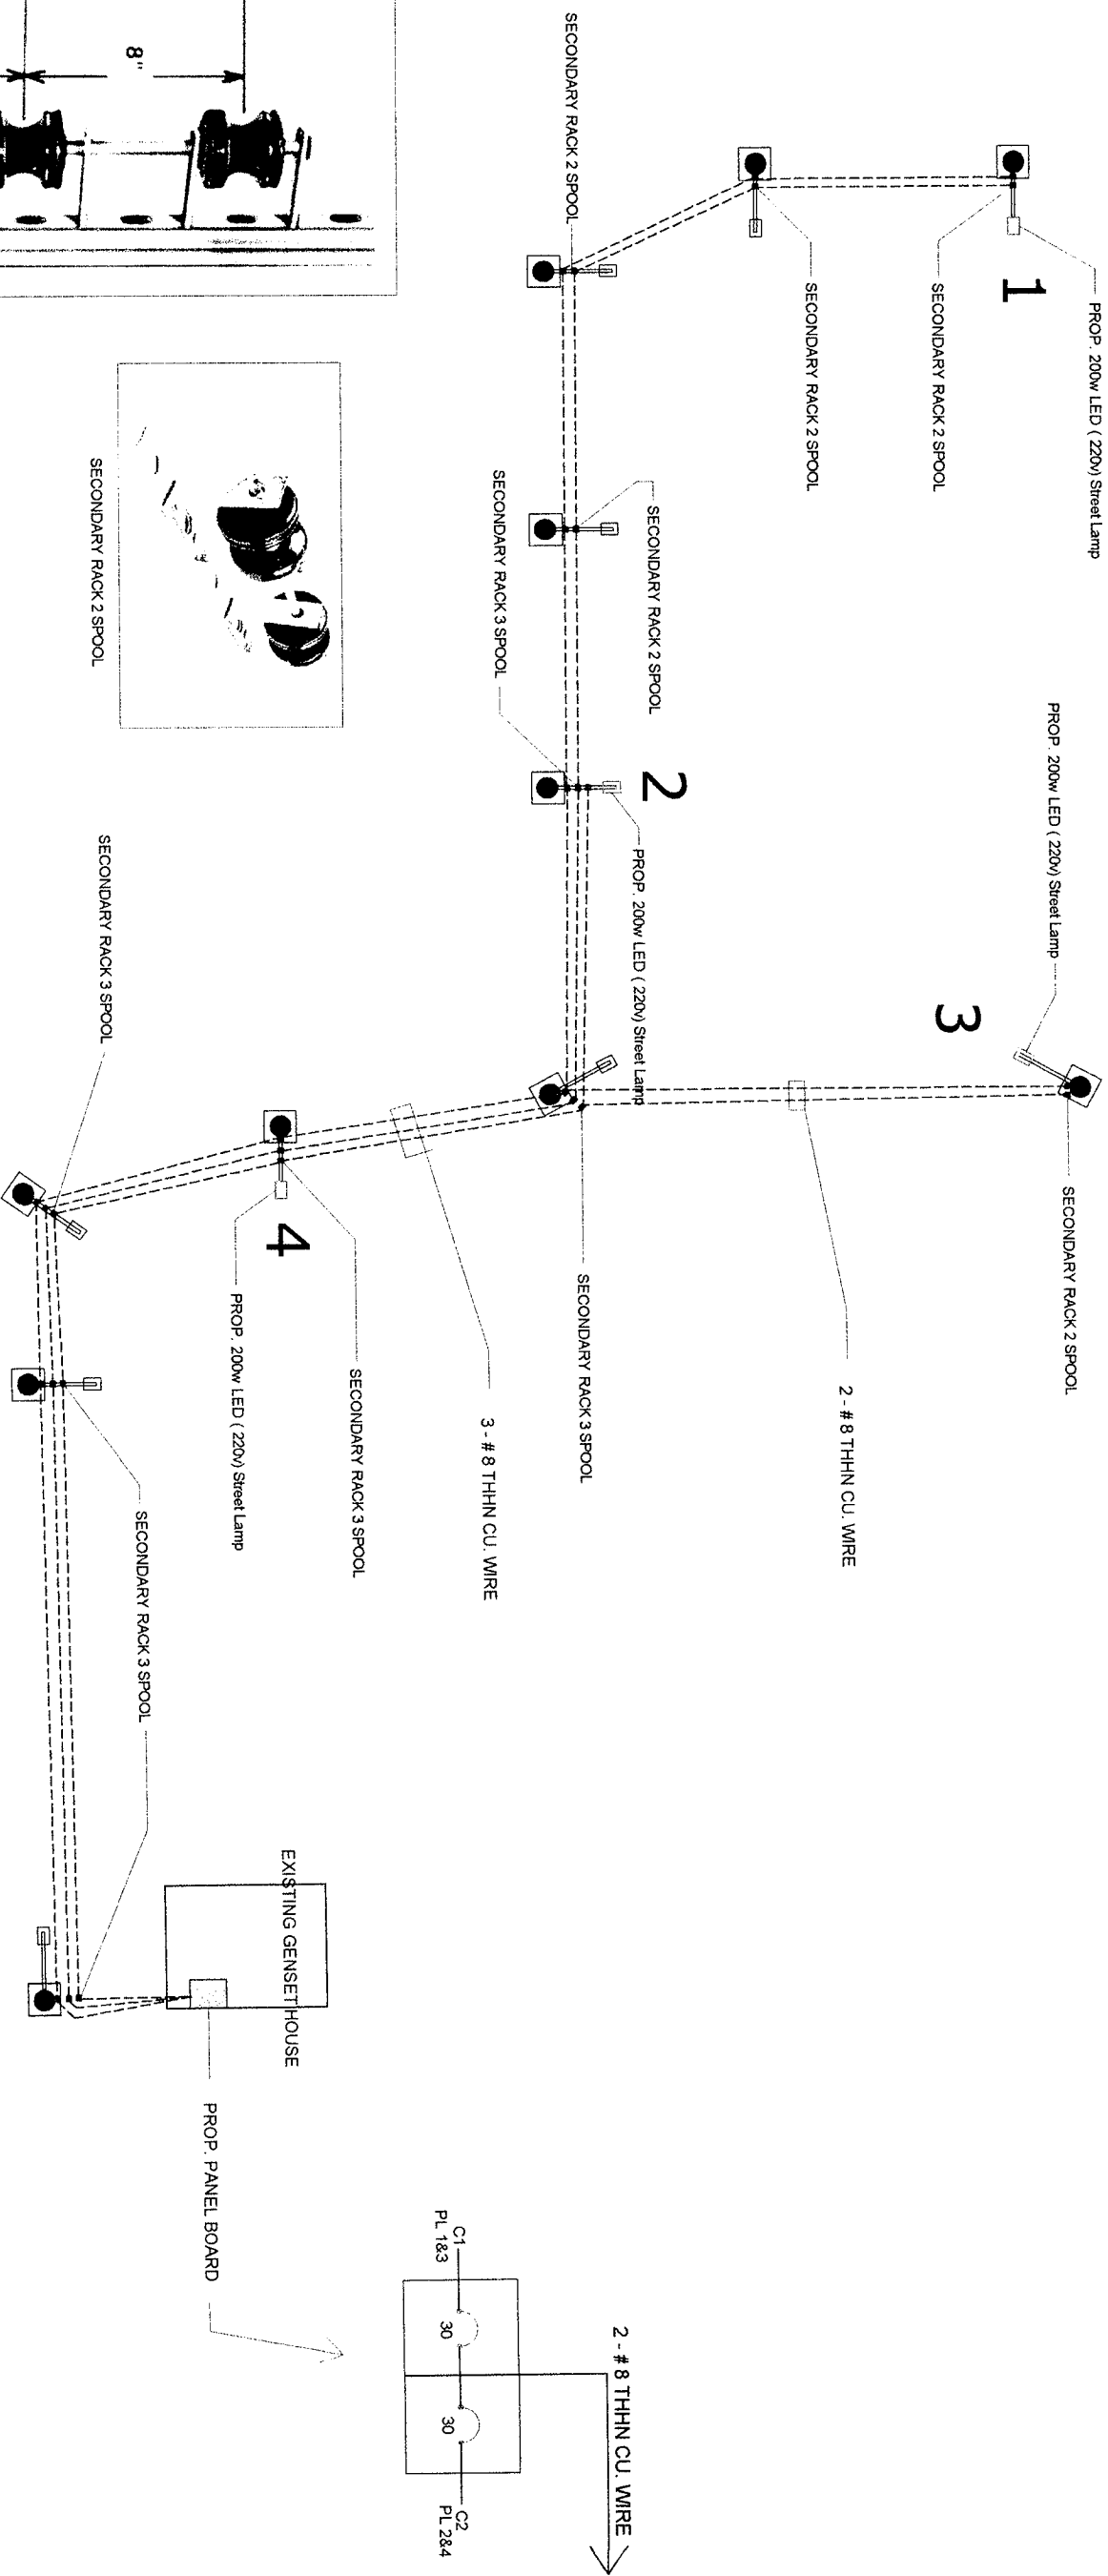 PROP. 200w LED ( 220v) Street Lamp
1
SECONDARY RACK 2 SPOOL
SECONDARY RACK 2 SPOOL
SECONDARY RACK 2 SPOOL
8"
SECONDARY RACK 2 SPOOL
SECONDARY RACK 2 SPOOL
SECONDARY RACK 3 SPOOL
2
PROP. 200w LED ( 220v) Street Lamp
PROP. 200w LED ( 220v) Street Lamp
3
SECONDARY RACK 2 SPOOL
2 - # 8 THHN CU. WIRE
SECONDARY RACK 3 SPOOL
3 - # 8 THHN CU. WIRE
SECONDARY RACK 3 SPOOL
4
PROP. 200w LED ( 220v) Street Lamp
SECONDARY RACK 3 SPOOL
SECONDARY RACK 3 SPOOL
EXISTING GENSET HOUSE
PROP. PANEL BOARD
2 - # 8 THHN CU. WIRE
C1
PL 1&3
30
30
C2
PL 2&4